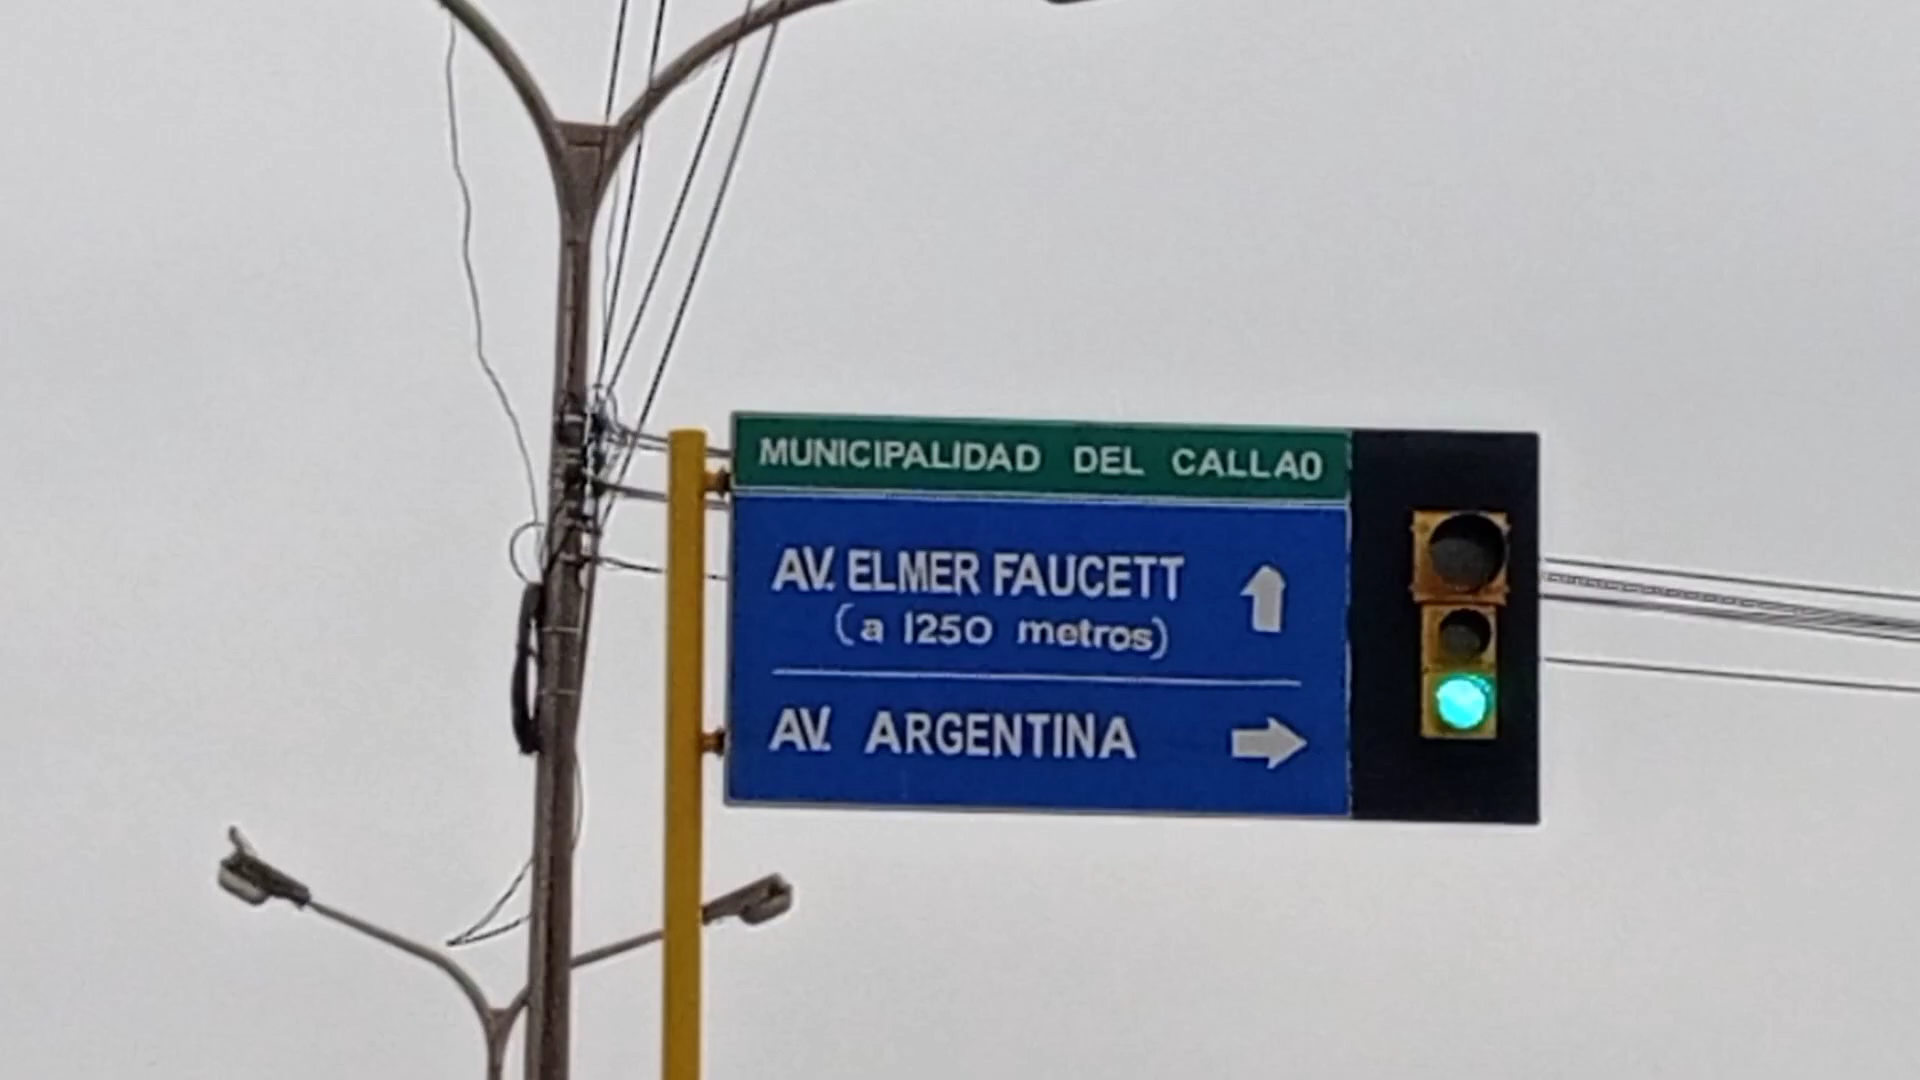 MUNICIPALIDAD DEL CALLAO
AV. ELMER FAUCETT
(a 1250 metros)
AV. ARGENTINA